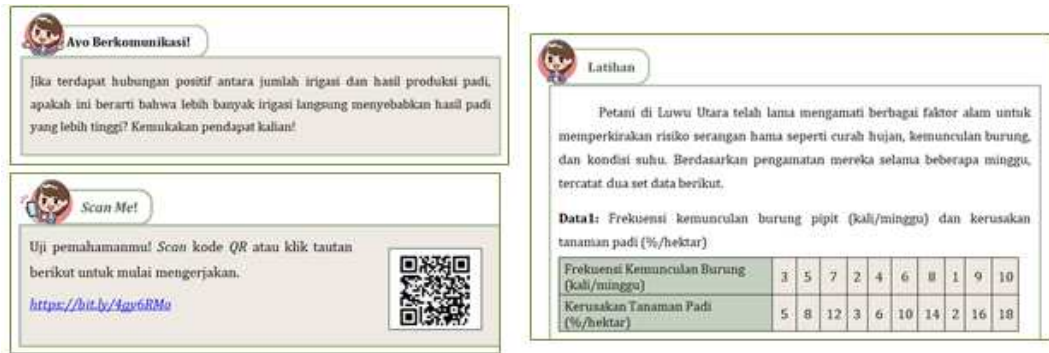 Ayo Berkomunikasi!
Jika terdapat hubungan positif antara jumlah irigasi dan hasil produksi padi,
apakah ini berarti bahwa lebih banyak irigasi langsung menyebabkan hasil padi
yang lebih tinggi? Kemukakan pendapat kalian!
Scan Me!
Uji pemahamanmu! Scan kode QR atau klik tautan
berikut untuk mulai mengerjakan.
https://bit.ly/4gy6RMa
Latihan
Petani di Luwu Utara telah lama mengamati berbagai faktor alam untuk
memperkirakan risiko serangan hama seperti curah hujan, kemunculan burung,
dan kondisi suhu. Berdasarkan pengamatan mereka selama beberapa minggu,
tercatat dua set data berikut.
Data1: Frekuensi kemunculan burung pipit (kali/minggu) dan kerusakan
tanaman padi (%/hektar)
Frekuensi Kemunculan Burung
(kali/minggu) 3 5 7 2 4 6 8 1 9 10
Kerusakan Tanaman Padi
(%/hektar) 5 8 12 3 6 10 14 2 16 18